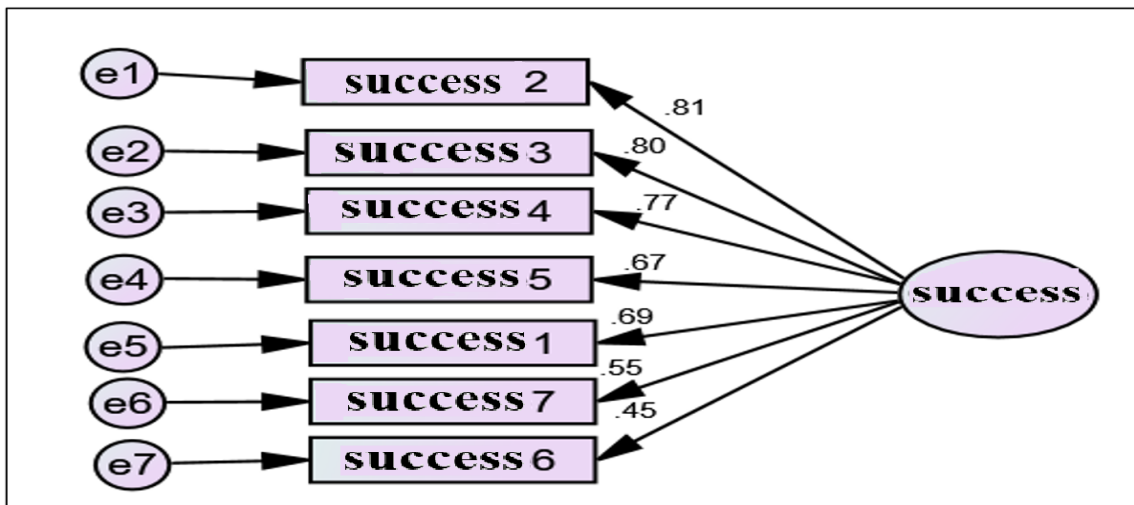 e1
success 2
.81
e2
success 3
.80
e3
success 4
.77
e4
success 5
.67
success
e5
success 1
.69
e6
success 7
.55
e7
success 6
.45